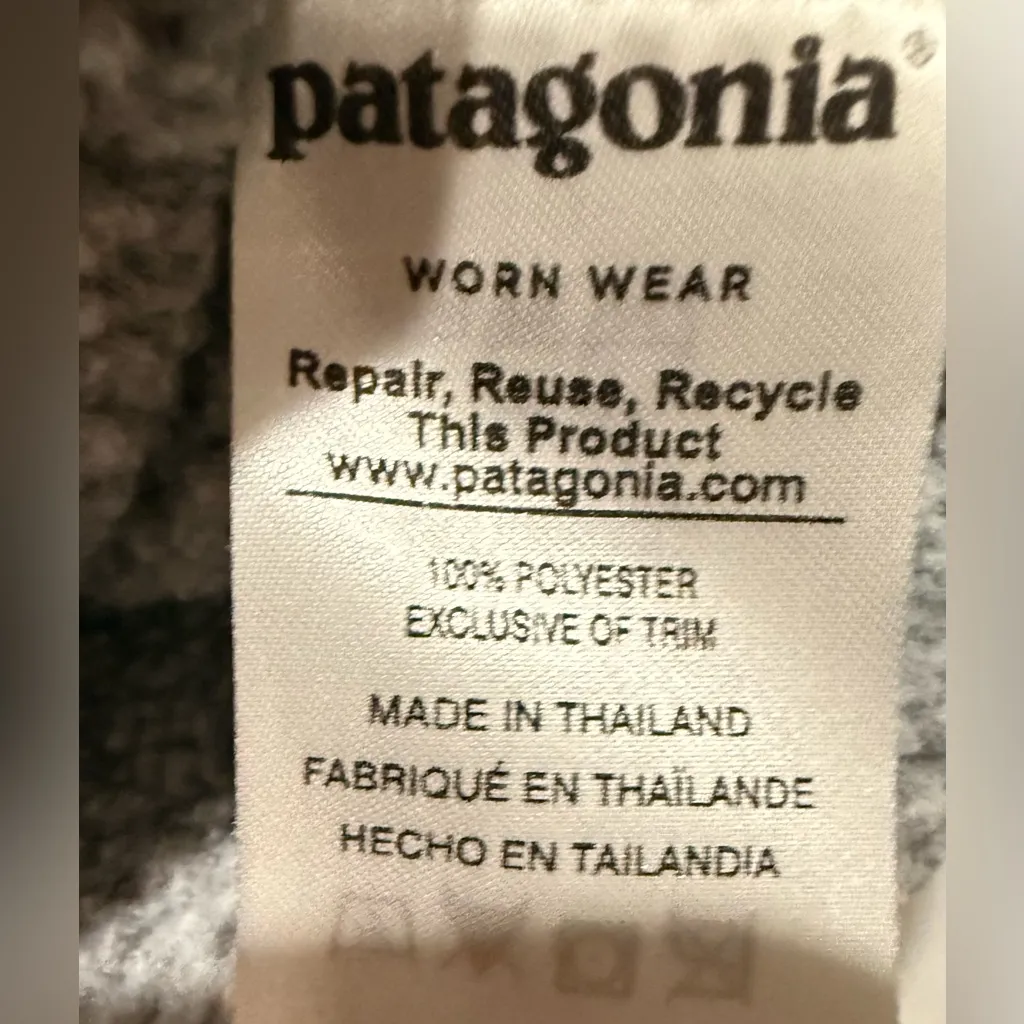 patagonia®
WORN WEAR
Repair, Reuse, Recycle
This Product
www.patagonia.com
100% POLYESTER
EXCLUSIVE OF TRIM
MADE IN THAILAND
FABRIQUÉ EN THAÏLANDE
HECHO EN TAILANDIA